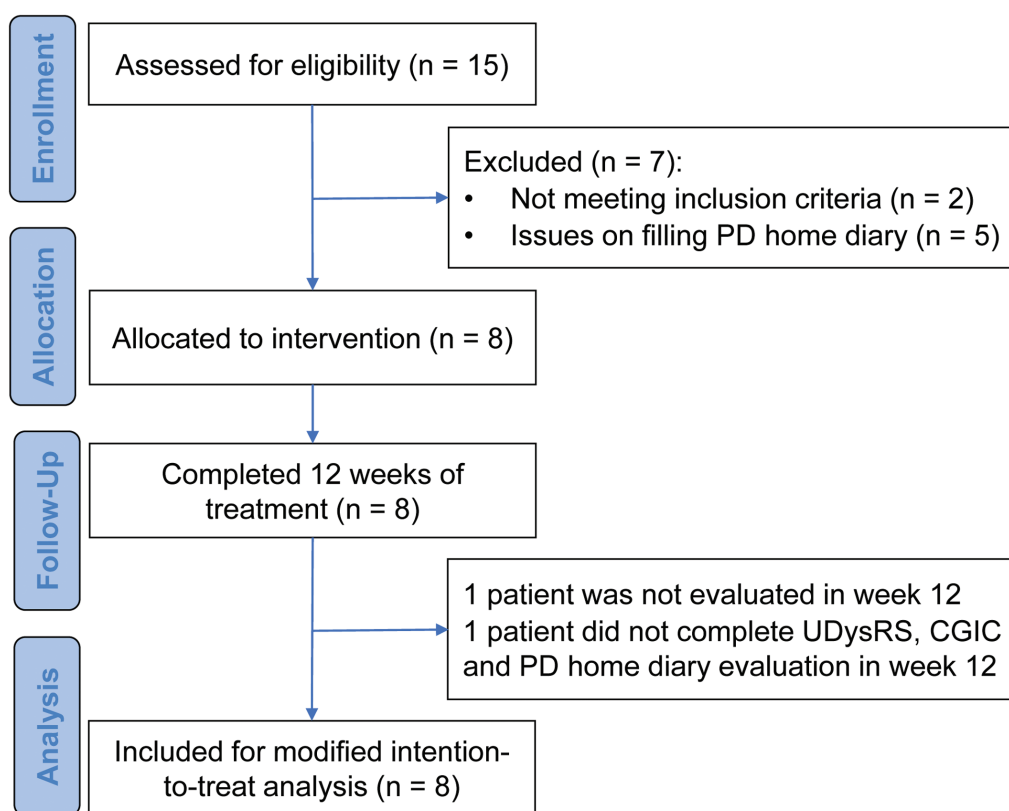 Enrollment
Assessed for eligibility (n = 15)
Excluded (n = 7):
• Not meeting inclusion criteria (n = 2)
• Issues on filling PD home diary (n = 5)
Allocation
Allocated to intervention (n = 8)
Follow-Up
Completed 12 weeks of
treatment (n = 8)
1 patient was not evaluated in week 12
1 patient did not complete UDysRS, CGIC
and PD home diary evaluation in week 12
Analysis
Included for modified intention-
to-treat analysis (n = 8)